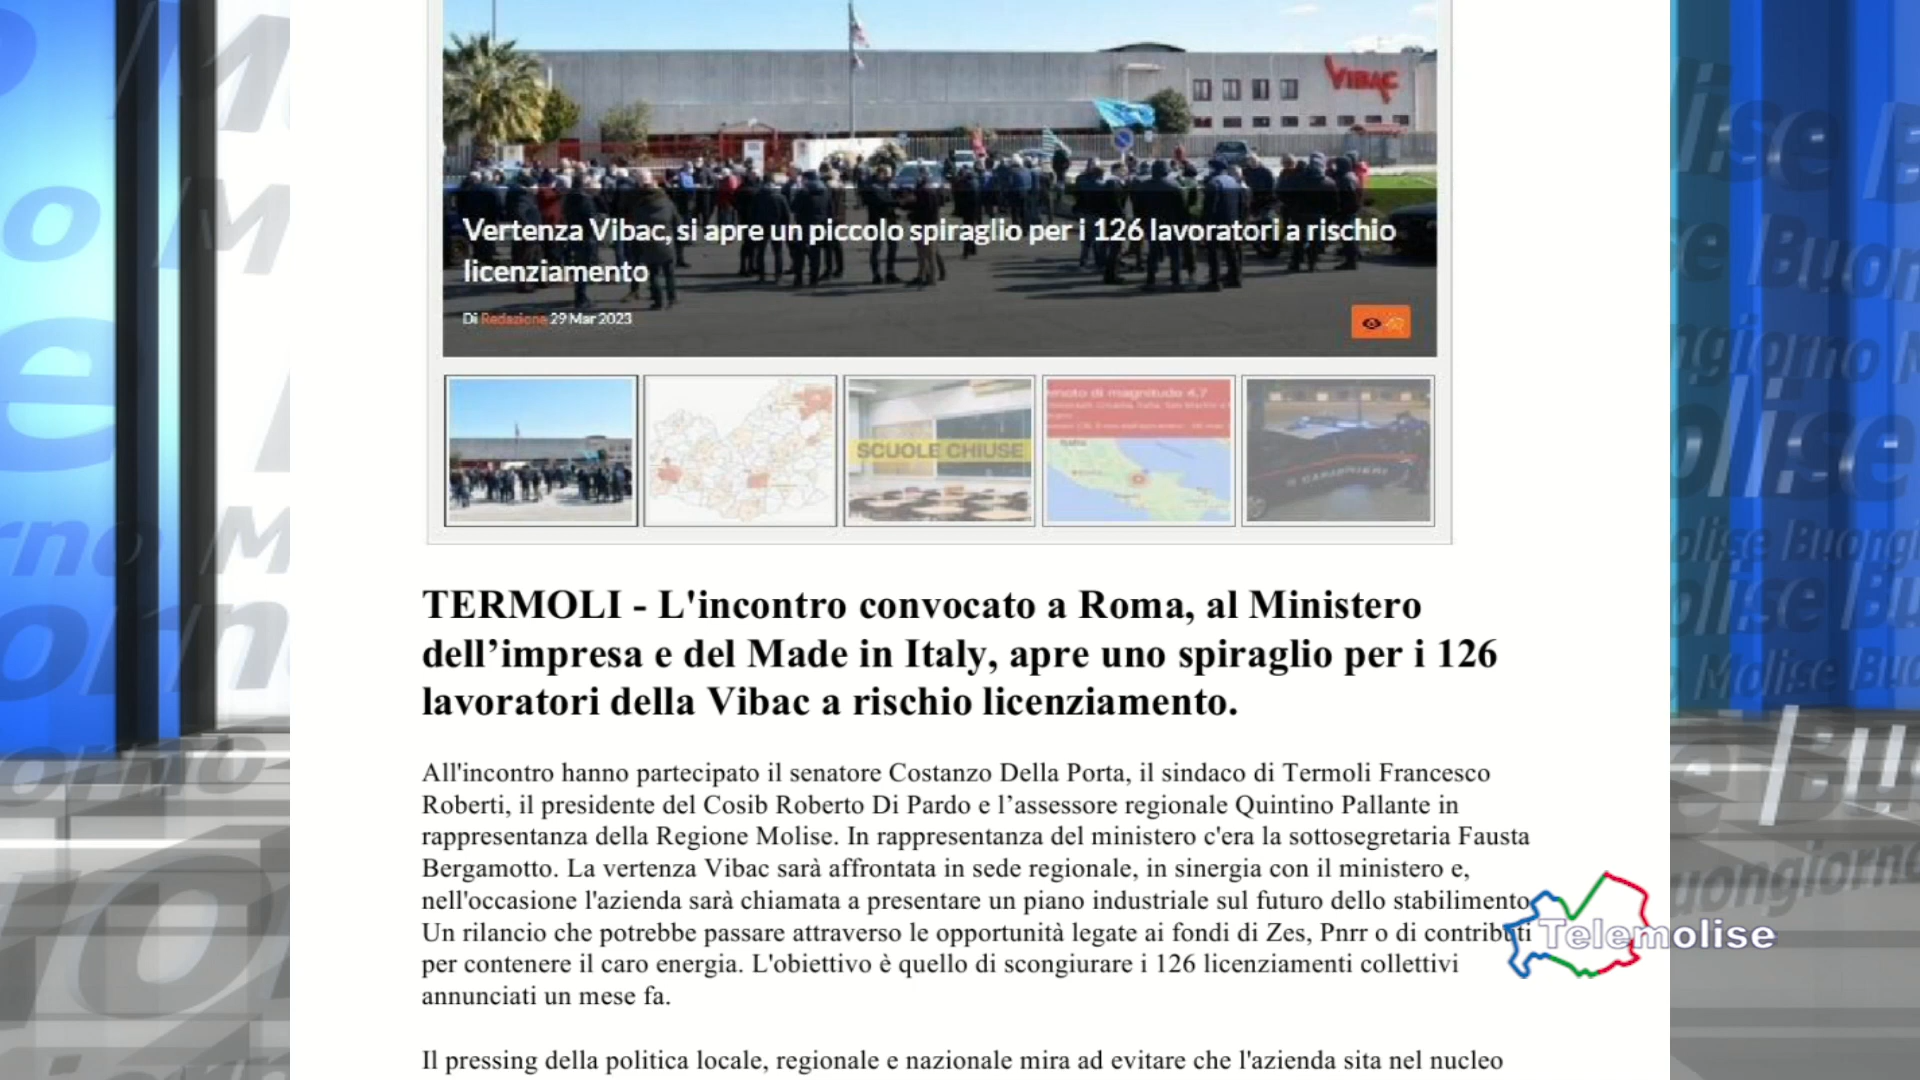 VIBAC
Vertenza Vibac, si apre un piccolo spiraglio per i 126 lavoratori a rischio
licenziamento
Di Redazione 29 Mar 2023
SCUOLE CHIUSE
moto di magnitudo 4.7
CARABINIERI
TERMOLI - L'incontro convocato a Roma, al Ministero
dell’impresa e del Made in Italy, apre uno spiraglio per i 126
lavoratori della Vibac a rischio licenziamento.
All'incontro hanno partecipato il senatore Costanzo Della Porta, il sindaco di Termoli Francesco
Roberti, il presidente del Cosib Roberto Di Pardo e l’assessore regionale Quintino Pallante in
rappresentanza della Regione Molise. In rappresentanza del ministero c'era la sottosegretaria Fausta
Bergamotto. La vertenza Vibac sarà affrontata in sede regionale, in sinergia con il ministero e,
nell'occasione l'azienda sarà chiamata a presentare un piano industriale sul futuro dello stabilimento.
Un rilancio che potrebbe passare attraverso le opportunità legate ai fondi di Zes, Pnrr o di contributi
per contenere il caro energia. L'obiettivo è quello di scongiurare i 126 licenziamenti collettivi
annunciati un mese fa.
Il pressing della politica locale, regionale e nazionale mira ad evitare che l'azienda sita nel nucleo
Telemolise